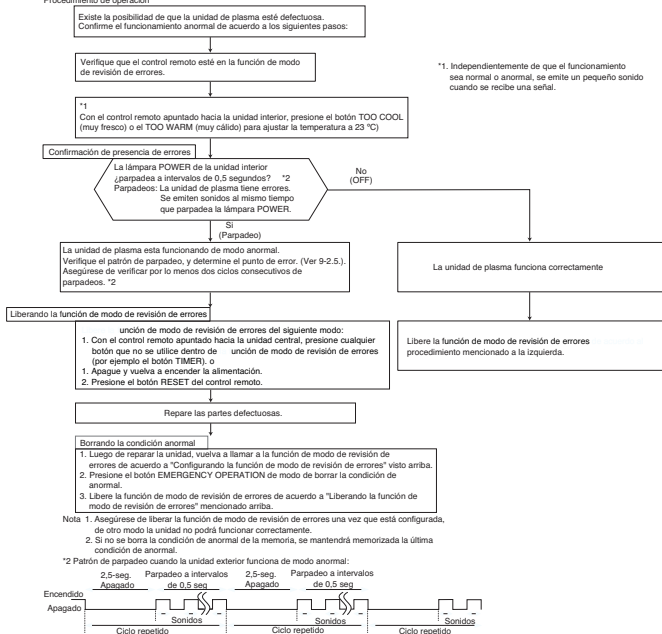 Procedimiento de operación
Existe la posibilidad de que la unidad de plasma esté defectuosa.
Confirme el funcionamiento anormal de acuerdo a los siguientes pasos:
Verifique que el control remoto esté en la función de modo
de revisión de errores.
*1. Independientemente de que el funcionamiento
sea normal o anormal, se emite un pequeño sonido
cuando se recibe una señal.
*1
Con el control remoto apuntado hacia la unidad interior, presione el botón TOO COOL
(muy fresco) o el TOO WARM (muy cálido) para ajustar la temperatura a 23 ºC)
Confirmación de presencia de errores
La lámpara POWER de la unidad interior
¿parpadea a intervalos de 0,5 segundos? *2
Parpadeos: La unidad de plasma tiene errores.
Se emiten sonidos al mismo tiempo
que parpadea la lámpara POWER.
No
(OFF)
Sí
(Parpadeo)
La unidad de plasma esta funcionando de modo anormal.
Verifique el patrón de parpadeo, y determine el punto de error. (Ver 9-2.5.).
Asegúrese de verificar por lo menos dos ciclos consecutivos de
parpadeos. *2
La unidad de plasma funciona correctamente
Liberando la función de modo de revisión de errores
unción de modo de revisión de errores del siguiente modo:
1. Con el control remoto apuntado hacia la unidad central, presione cualquier
botón que no se utilice dentro de unción de modo de revisión de errores
(por ejemplo el botón TIMER). o
1. Apague y vuelva a encender la alimentación.
2. Presione el botón RESET del control remoto.
Libere la función de modo de revisión de errores
procedimiento mencionado a la izquierda.
Repare las partes defectuosas.
Borrando la condición anormal
1. Luego de reparar la unidad, vuelva a llamar a la función de modo de revisión de
errores de acuerdo a "Configurando la función de modo de revisión de errores" visto arriba.
2. Presione el botón EMERGENCY OPERATION de modo de borrar la condición de
anormal.
3. Libere la función de modo de revisión de errores de acuerdo a "Liberando la función de
modo de revisión de errores" mencionado arriba.
Nota 1. Asegúrese de liberar la función de modo de revisión de errores una vez que está configurada,
de otro modo la unidad no podrá funcionar correctamente.
2. Si no se borra la condición de anormal de la memoria, se mantendrá memorizada la última
condición de anormal.
*2 Patrón de parpadeo cuando la unidad exterior funciona de modo anormal:
2,5-seg. Parpadeo a intervalos 2,5-seg. Parpadeo a intervalos
Apagado de 0,5 seg Apagado de 0,5 seg
Encendido
Apagado
Sonidos Sonidos Sonidos
Ciclo repetido Ciclo repetido Ciclo repetido